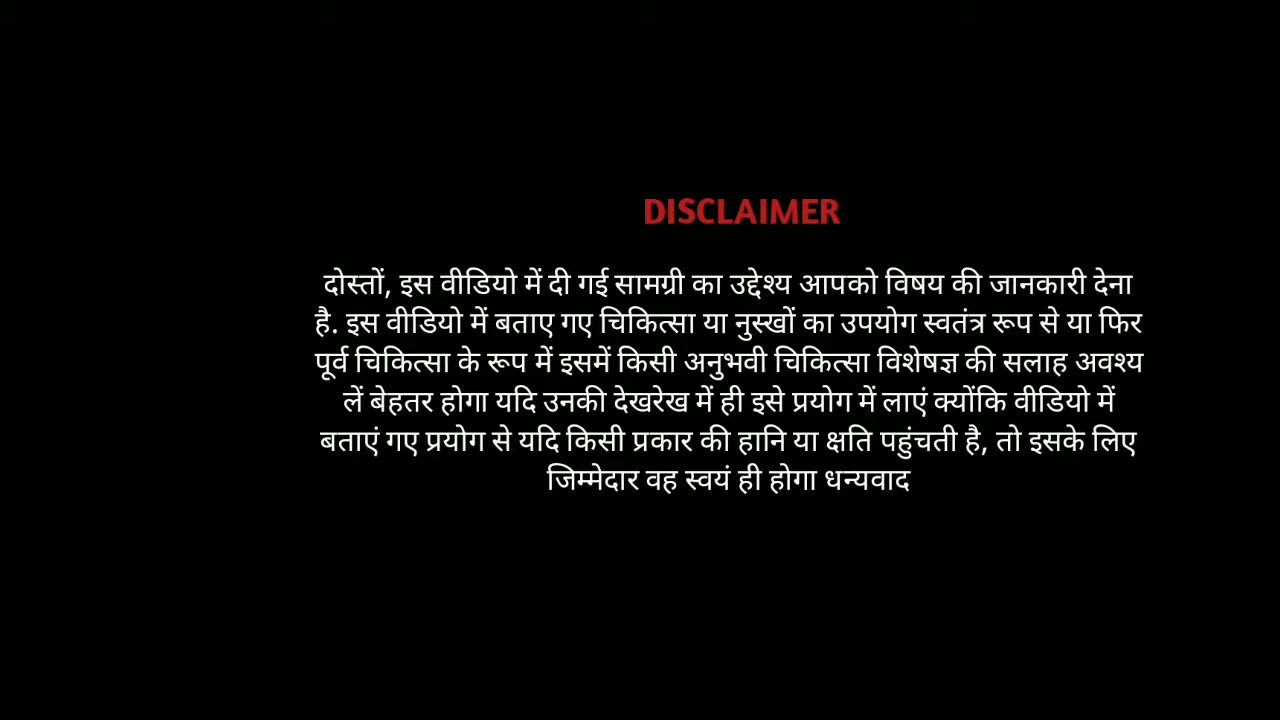 DISCLAIMER
दोस्तों, इस वीडियो में दी गई सामग्री का उद्देश्य आपको विषय की जानकारी देना
है. इस वीडियो में बताए गए चिकित्सा या नुस्खों का उपयोग स्वतंत्र रूप से या फिर
पूर्व चिकित्सा के रूप में इसमें किसी अनुभवी चिकित्सा विशेषज्ञ की सलाह अवश्य
लें बेहतर होगा यदि उनकी देखरेख में ही इसे प्रयोग में लाएं क्योंकि वीडियो में
बताएं गए प्रयोग से यदि किसी प्रकार की हानि या क्षति पहुंचती है, तो इसके लिए
जिम्मेदार वह स्वयं ही होगा धन्यवाद